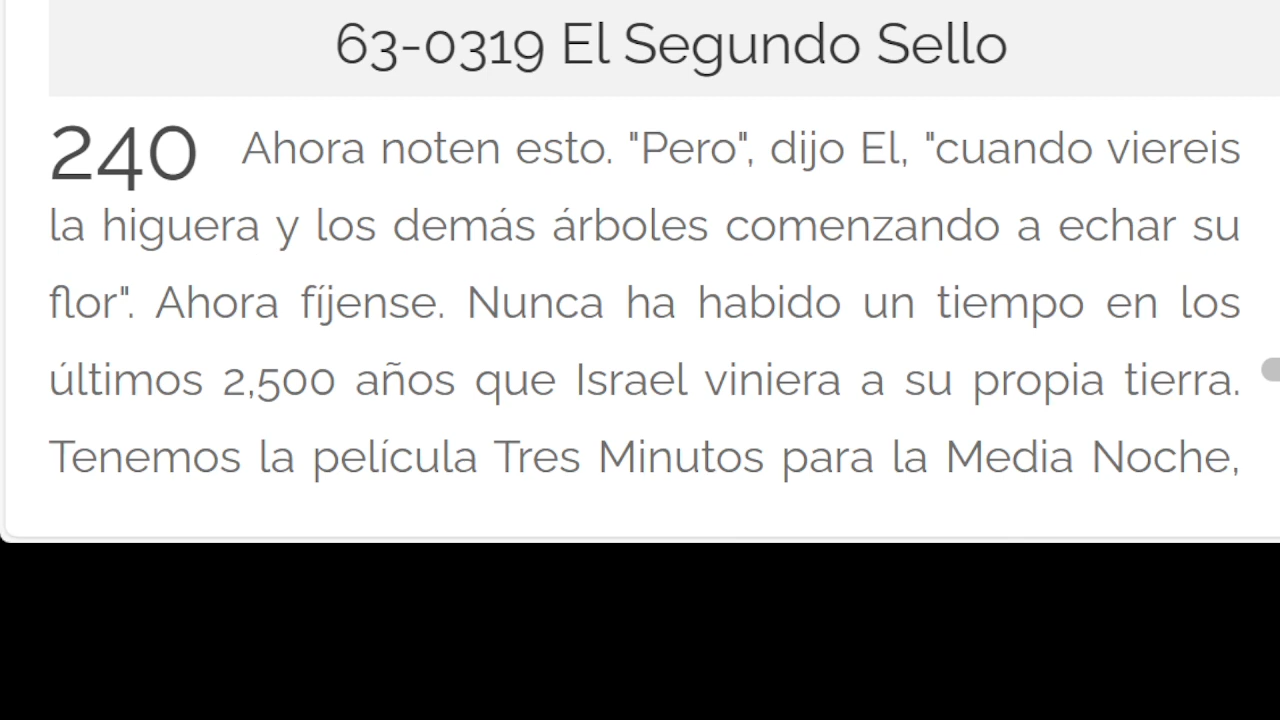 63-0319 El Segundo Sello
240 Ahora noten esto. "Pero", dijo El, "cuando viereis
la higuera y los demás árboles comenzando a echar su
flor". Ahora fíjense. Nunca ha habido un tiempo en los
últimos 2,500 años que Israel viniera a su propia tierra.
Tenemos la película Tres Minutos para la Media Noche,